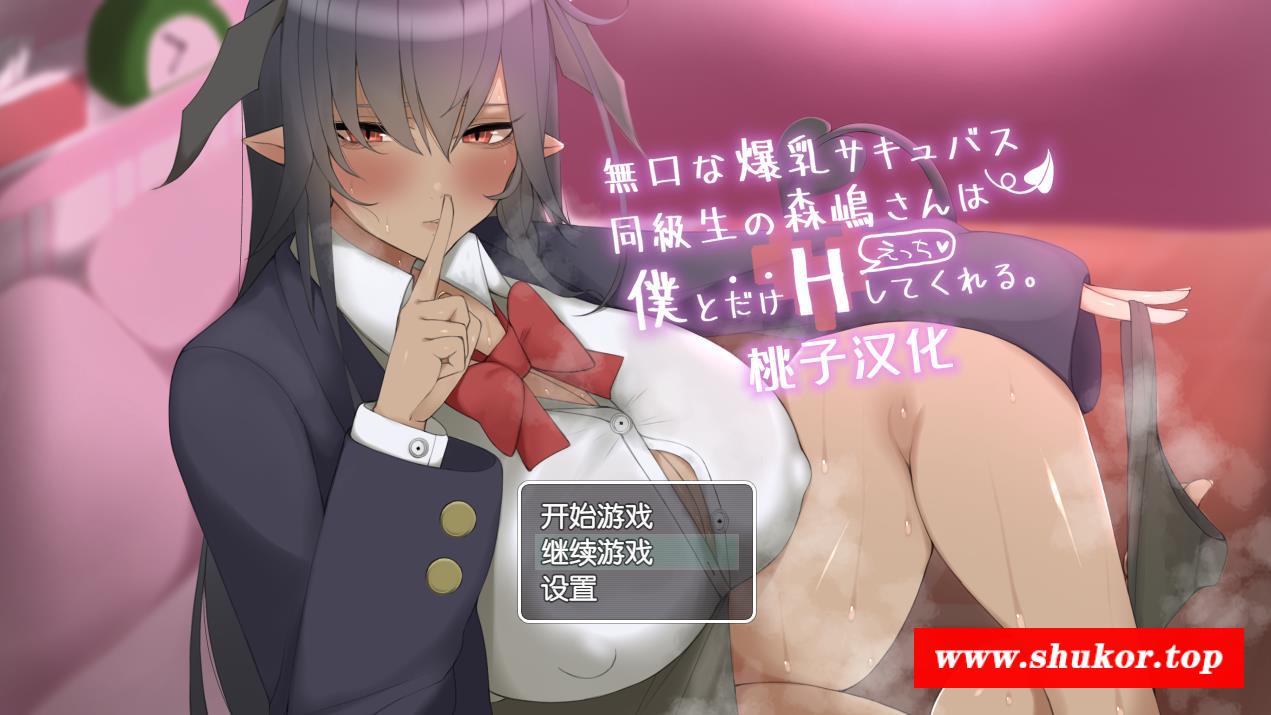 無口な爆乳サキュバス
同級生の森嶋さんは
僕とだけHしてくれる。
えっち♥
桃子汉化
开始游戏
继续游戏
设置
www.shukor.top